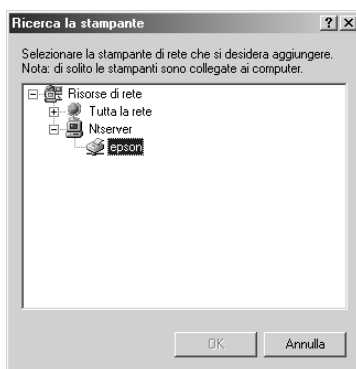 Ricerca la stampante
Selezionare la stampante di rete che si desidera aggiungere.
Nota: di solito le stampanti sono collegate ai computer.
Risorse di rete
Tutta la rete
Ntserver
epson
OK
Annulla